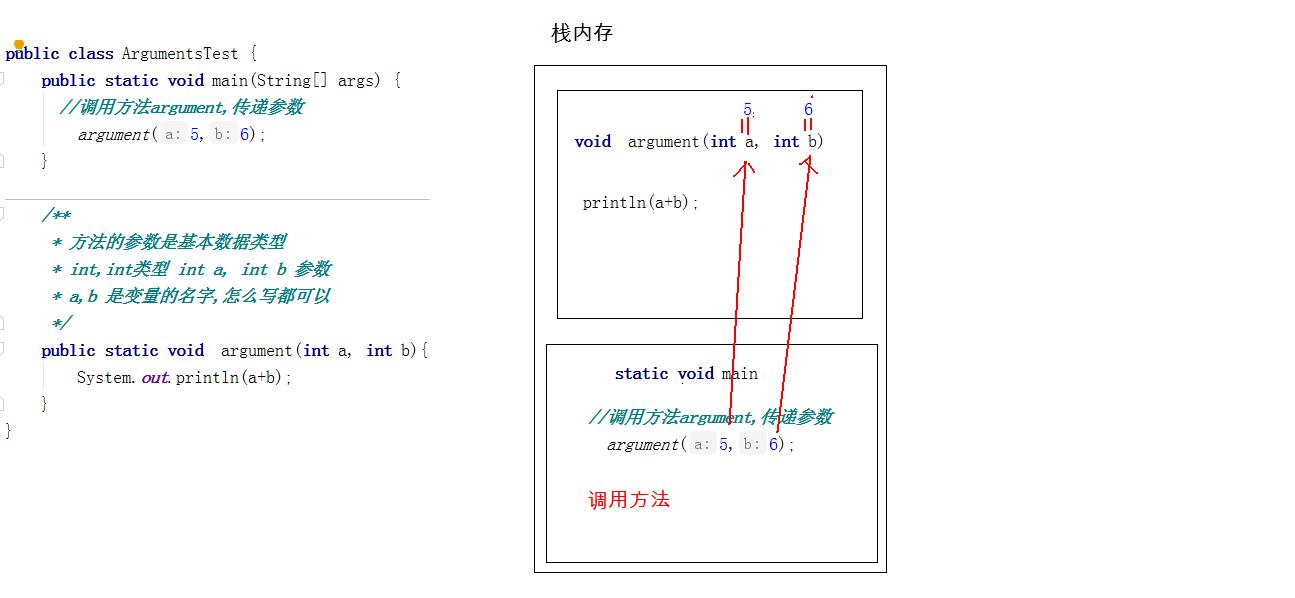 public class ArgumentsTest {
public static void main(String[] args) {
//调用方法argument,传递参数
argument( a: 5, b: 6);
}
/**
* 方法的参数是基本数据类型
* int,int类型 int a, int b 参数
* a,b 是变量的名字,怎么写都可以
*/
public static void argument(int a, int b){
System.out.println(a+b);
}
}
栈内存
5 6
void argument(int a, int b)
println(a+b);
static void main
//调用方法argument,传递参数
argument( a: 5, b: 6);
调用方法